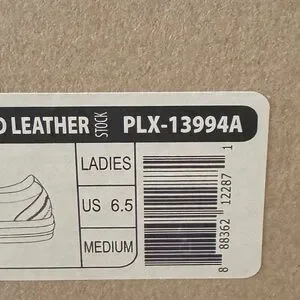 D LEATHER STOCK PLX-13994A
LADIES
US 6.5
MEDIUM
8 88362 12287 1